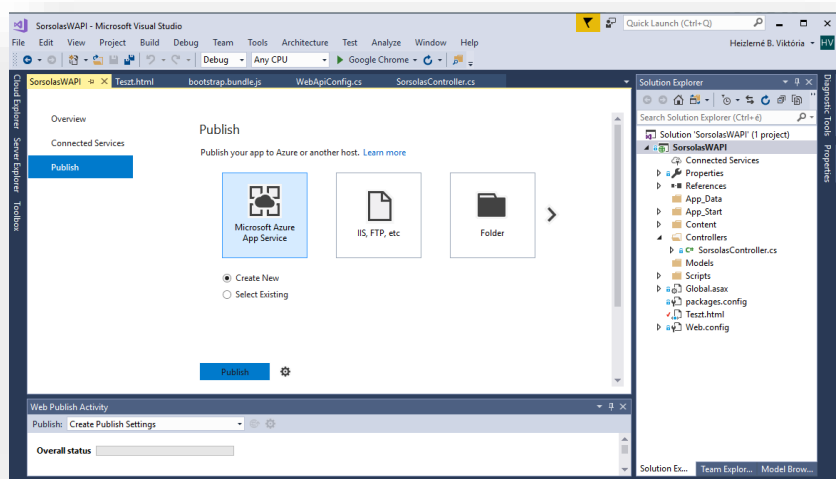 SorsolasWAPI - Microsoft Visual Studio
Quick Launch (Ctrl+Q)
File Edit View Project Build Debug Team Tools Architecture Test Analyze Window Help
Heizlerné B. Viktória HV
Debug Any CPU Google Chrome
SorsolasWAPI Teszt.html bootstrap.bundle.js WebApiConfig.cs SorsolasController.cs
Cloud Explorer
Server Explorer
Toolbox
Overview
Connected Services
Publish
Publish
Publish your app to Azure or another host. Learn more
Microsoft Azure
App Service
IIS, FTP, etc
Folder
Create New
Select Existing
Publish
Web Publish Activity
Publish: Create Publish Settings
Overall status
Solution Explorer
Search Solution Explorer (Ctrl+é)
Solution 'SorsolasWAPI' (1 project)
SorsolasWAPI
Connected Services
Properties
References
App_Data
App_Start
Content
Controllers
C# SorsolasController.cs
Models
Scripts
Global.asax
packages.config
Teszt.html
Web.config
Solution Ex... Team Explor... Model Brow...
Diagnostic Tools
Properties